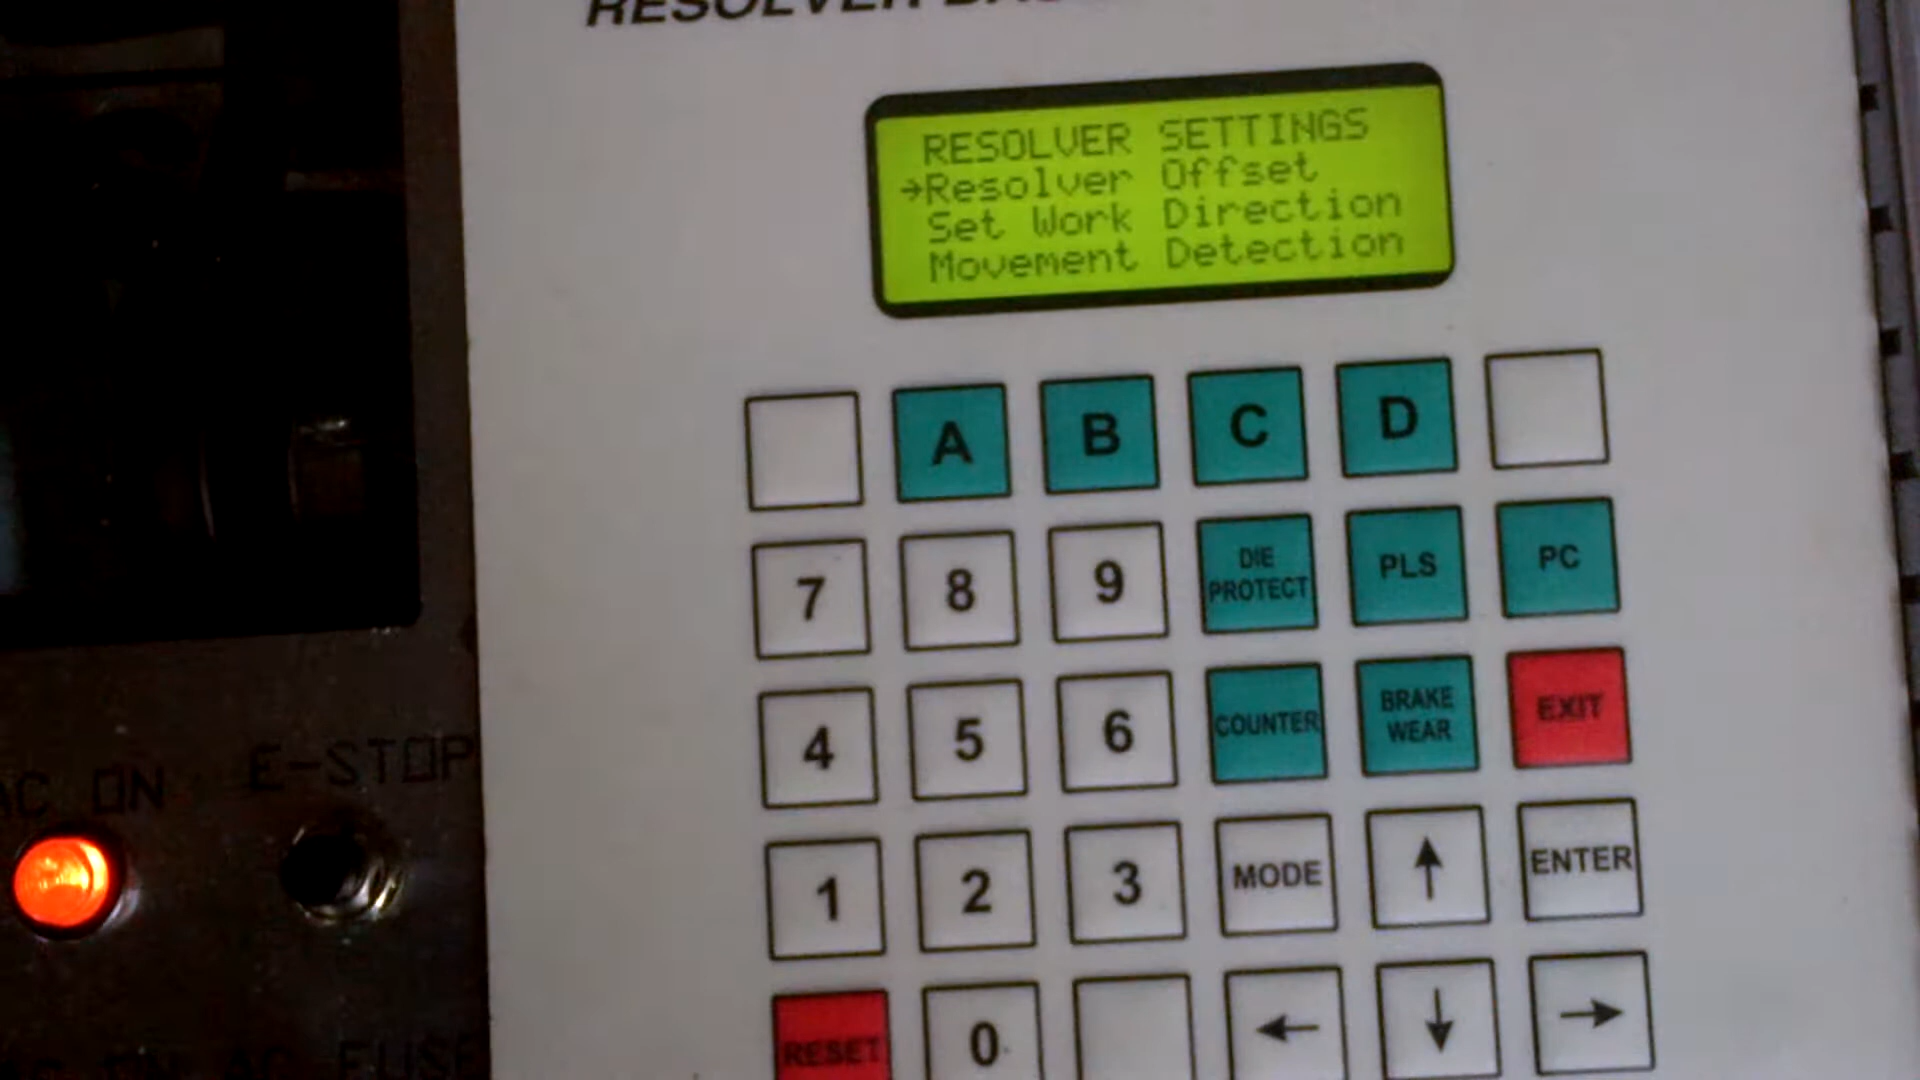 RESOLVER
RESOLVER SETTINGS
→Resolver Offset
Set Work Direction
Movement Detection
A B C D
7 8 9 DIE PROTECT PLS PC
4 5 6 COUNTER BRAKE WEAR EXIT
1 2 3 MODE ↑ ENTER
RESET 0 ← ↓ →
AC ON E-STOP
AC FUSE